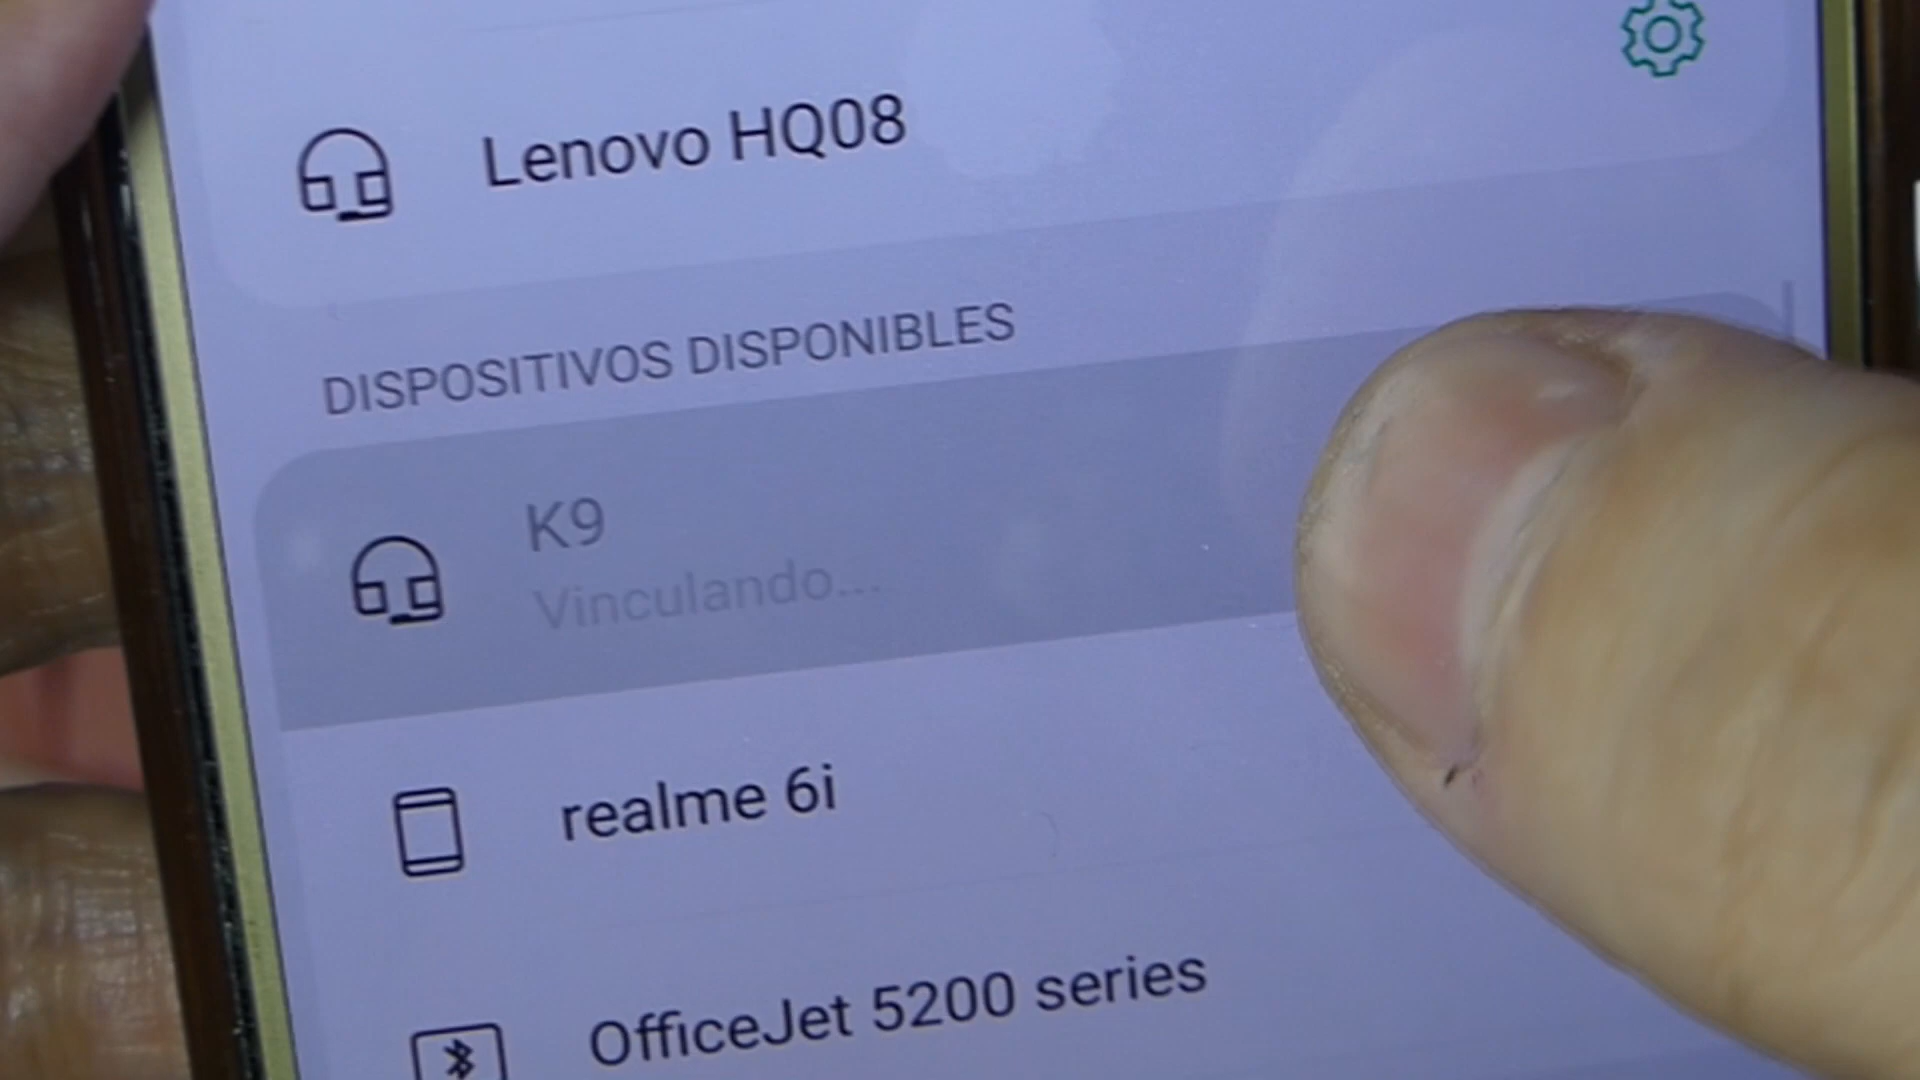 Lenovo HQ08
DISPOSITIVOS DISPONIBLES
K9
Vinculando...
realme 6i
OfficeJet 5200 series